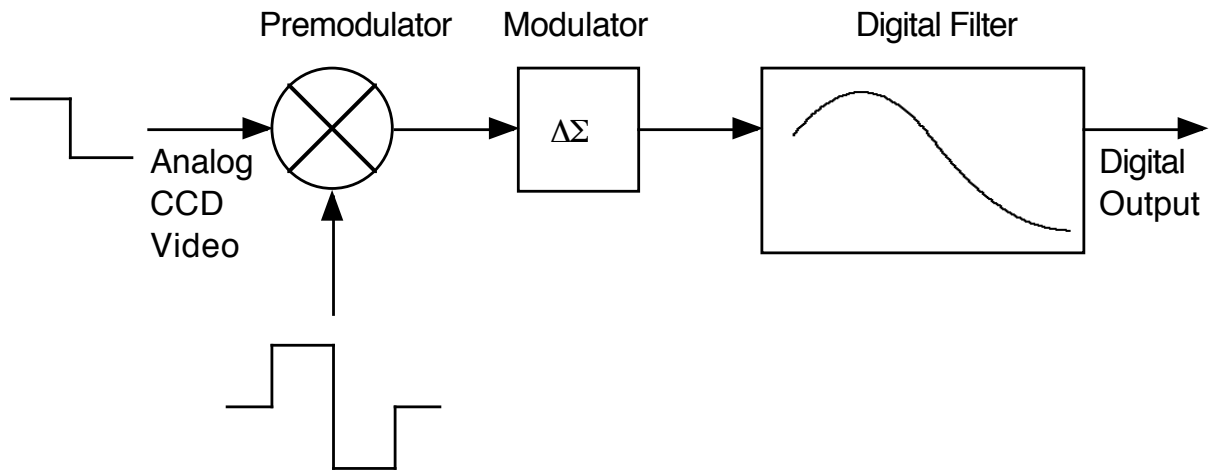 Premodulator
Modulator
Digital Filter
ΔΣ
Analog
CCD
Video
Digital
Output